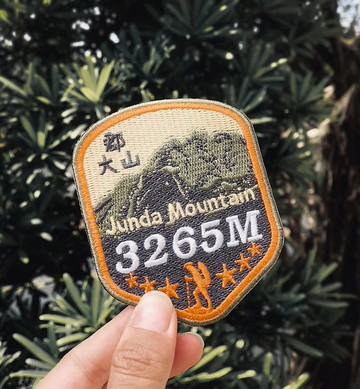 郡
大山
Junda Mountain
3265M